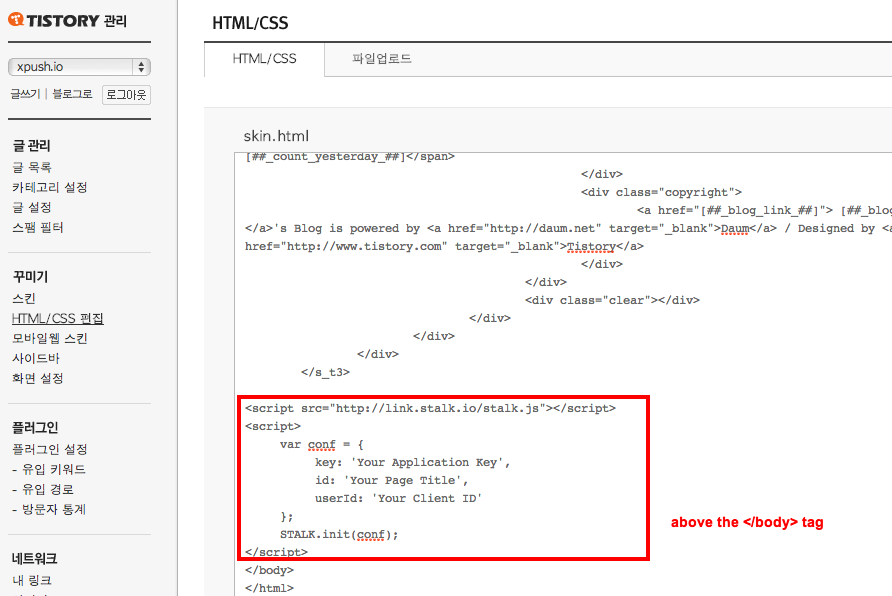 TISTORY 관리
xpush.io
글쓰기 | 블로그로 로그아웃
글 관리
글 목록
카테고리 설정
글 설정
스팸 필터
꾸미기
스킨
HTML/CSS 편집
모바일웹 스킨
사이드바
화면 설정
플러그인
플러그인 설정
- 유입 키워드
- 유입 경로
- 방문자 통계
네트워크
내 링크
HTML/CSS
HTML/CSS 파일업로드
skin.html
[##_count_yesterday_##]</span>
</div>
<div class="copyright">
<a href="[##_blog_link_##]"> [##_blog
</a>'s Blog is powered by <a href="http://daum.net" target="_blank">Daum</a> / Designed by <a
href="http://www.tistory.com" target="_blank">Tistory</a>
</div>
</div>
<div class="clear"></div>
</div>
</div>
</div>
</s_t3>
<script src="http://link.stalk.io/stalk.js"></script>
<script>
var conf = {
key: 'Your Application Key',
id: 'Your Page Title',
userId: 'Your Client ID'
};
STALK.init(conf);
</script>
</body>
</html>
above the </body> tag